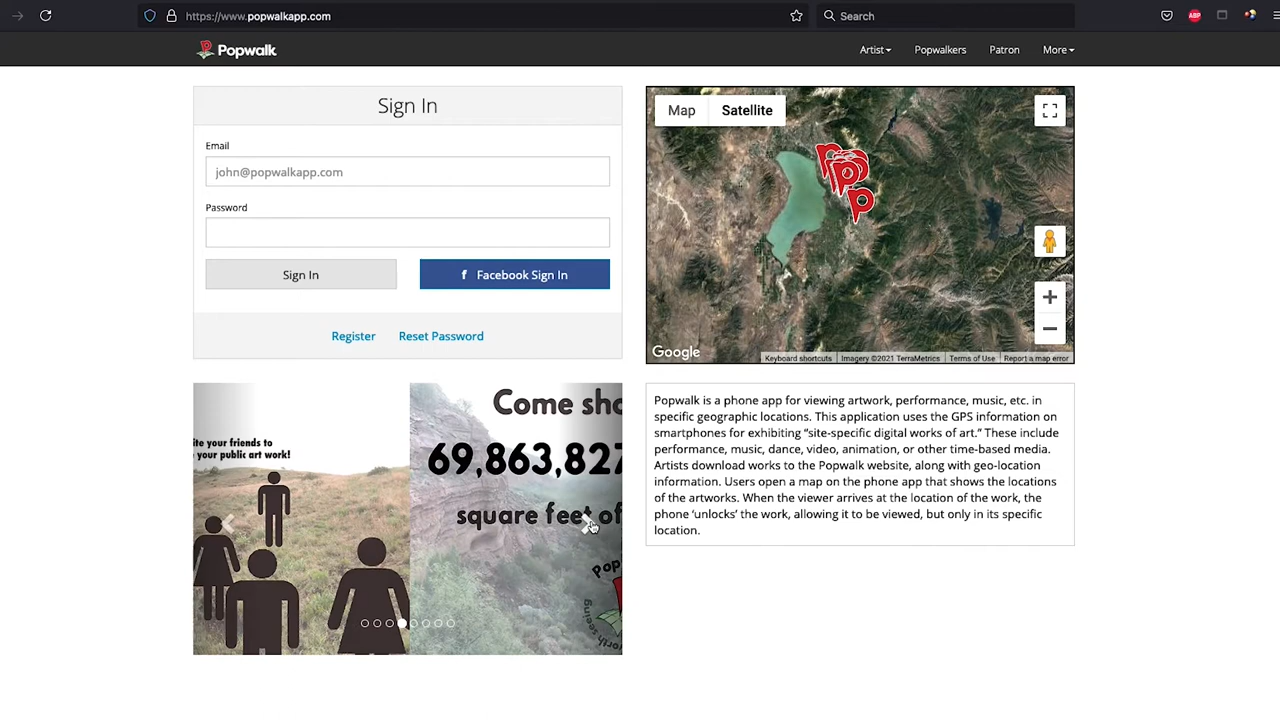 https://www.popwalkapp.com
Search
ABP
Popwalk
Artist
Popwalkers
Patron
More
Sign In
Email
john@popwalkapp.com
Password
Sign In
f Facebook Sign In
Register
Reset Password
Map
Satellite
Google
Keyboard shortcuts
Imagery ©2021 TerraMetrics
Terms of Use
Report a map error
ite your friends to
your public art work!
Come sho
69,863,827
square feet of
Pop
rth seeing
Popwalk is a phone app for viewing artwork, performance, music, etc. in
specific geographic locations. This application uses the GPS information on
smartphones for exhibiting “site-specific digital works of art.” These include
performance, music, dance, video, animation, or other time-based media.
Artists download works to the Popwalk website, along with geo-location
information. Users open a map on the phone app that shows the locations
of the artworks. When the viewer arrives at the location of the work, the
phone ‘unlocks’ the work, allowing it to be viewed, but only in its specific
location.